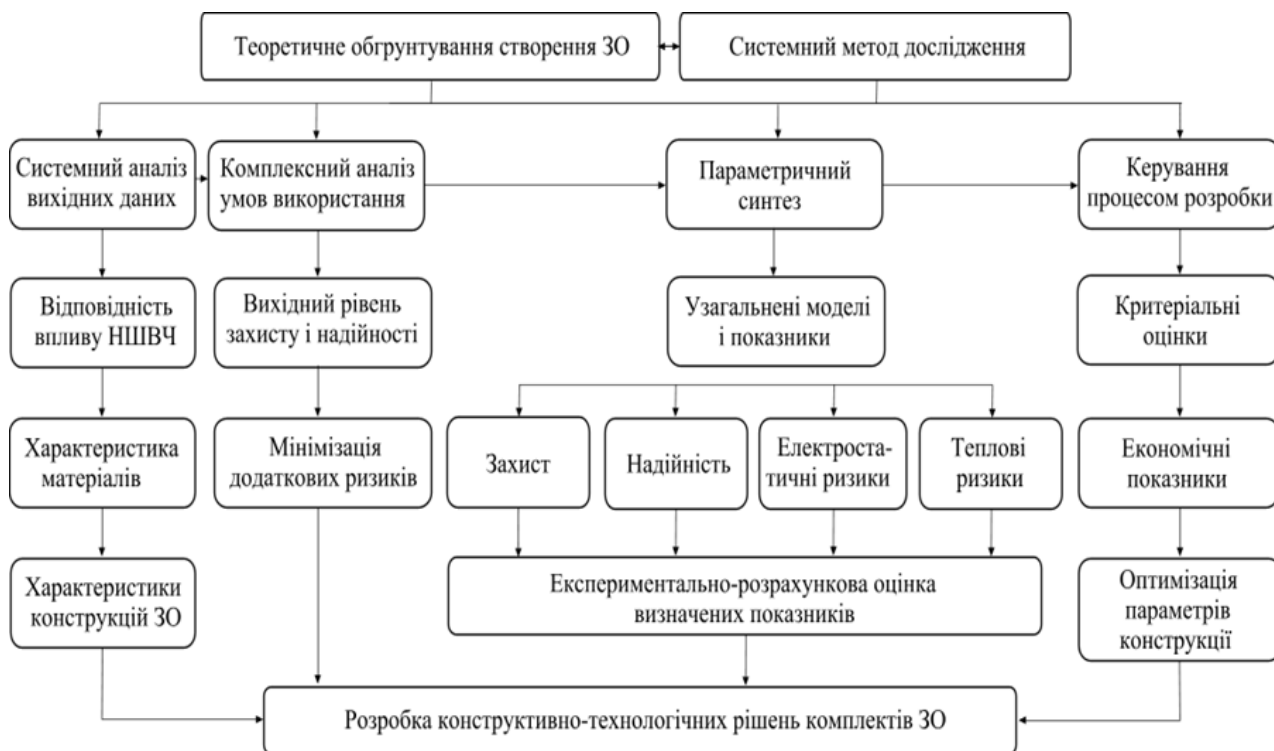 Теоретичне обгрунтування створення ЗО
Системний метод дослідження
Системний аналіз
вихідних даних
Комплексний аналіз
умов використання
Параметричний
синтез
Керування
процесом розробки
Відповідність
впливу НШВЧ
Вихідний рівень
захисту і надійності
Узагальнені моделі
і показники
Критеріальні
оцінки
Характеристика
матеріалів
Мінімізація
додаткових ризиків
Захист
Надійність
Електроста-
тичні ризики
Теплові
ризики
Економічні
показники
Характеристики
конструкцій ЗО
Експериментально-розрахункова оцінка
визначених показників
Оптимізація
параметрів
конструкції
Розробка конструктивно-технологічних рішень комплектів ЗО